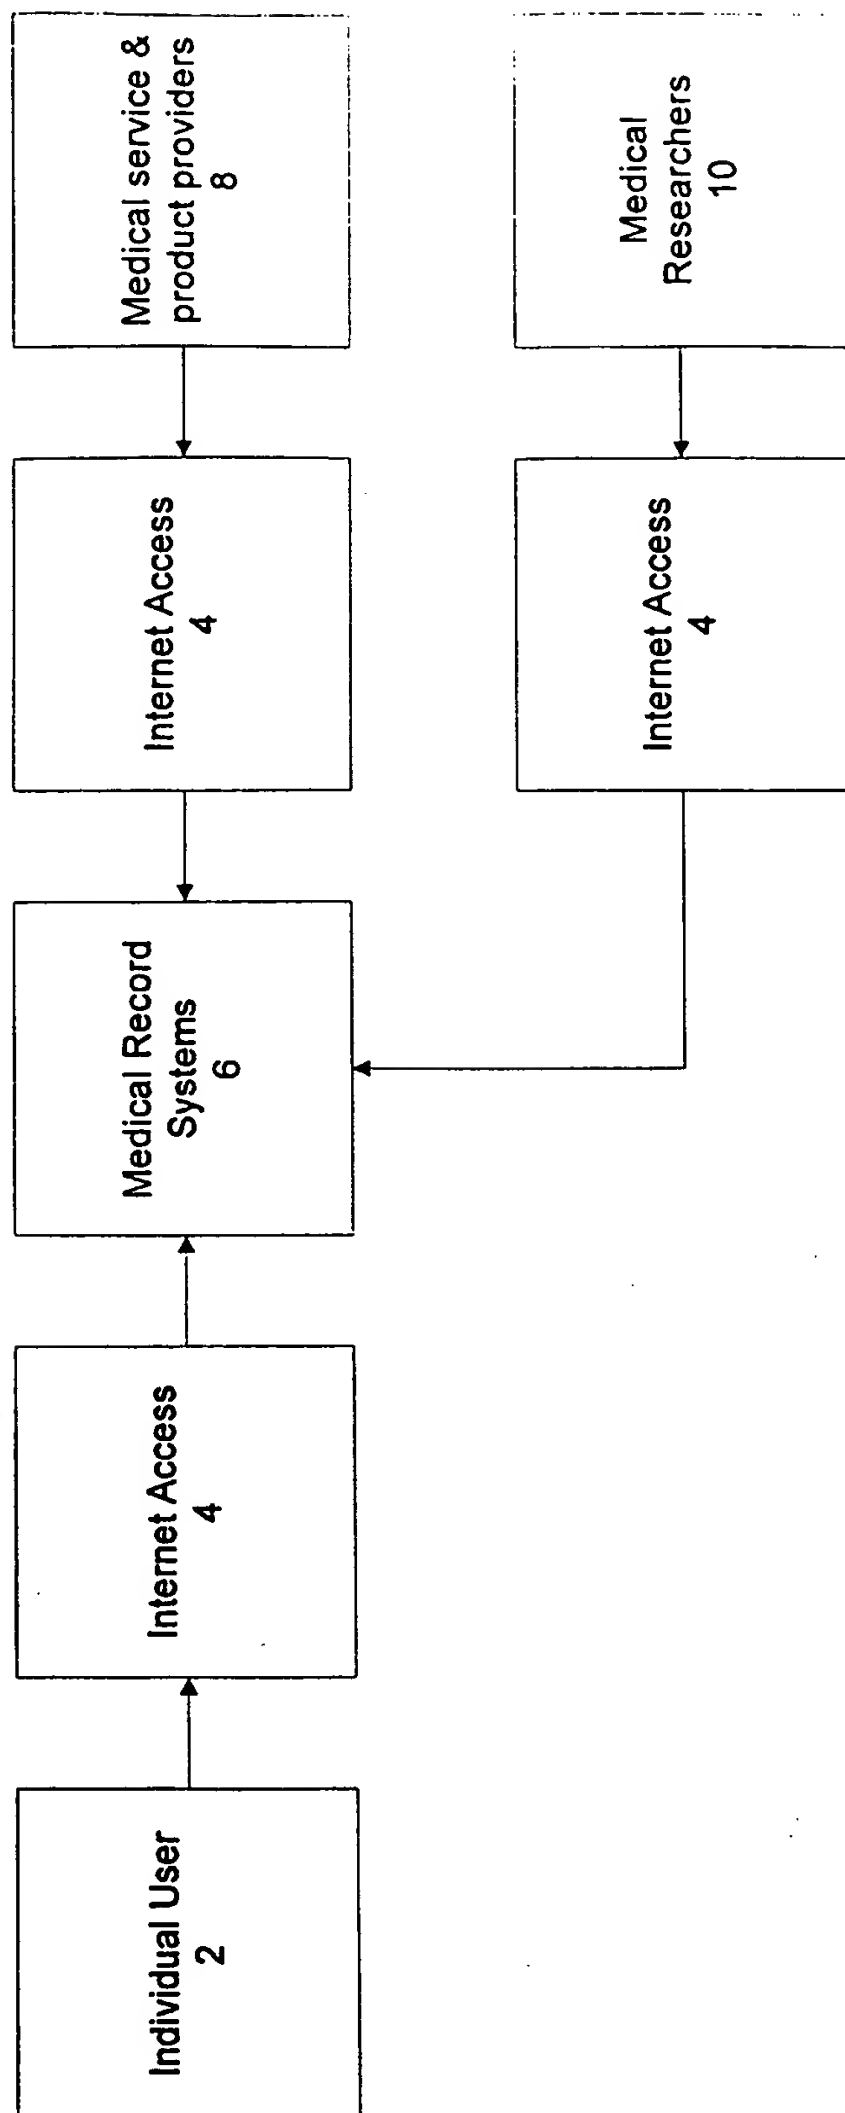 Individual User
2
Internet Access
4
Medical Record
Systems
6
Internet Access
4
Medical service &
product providers
8
Internet Access
4
Medical
Researchers
10